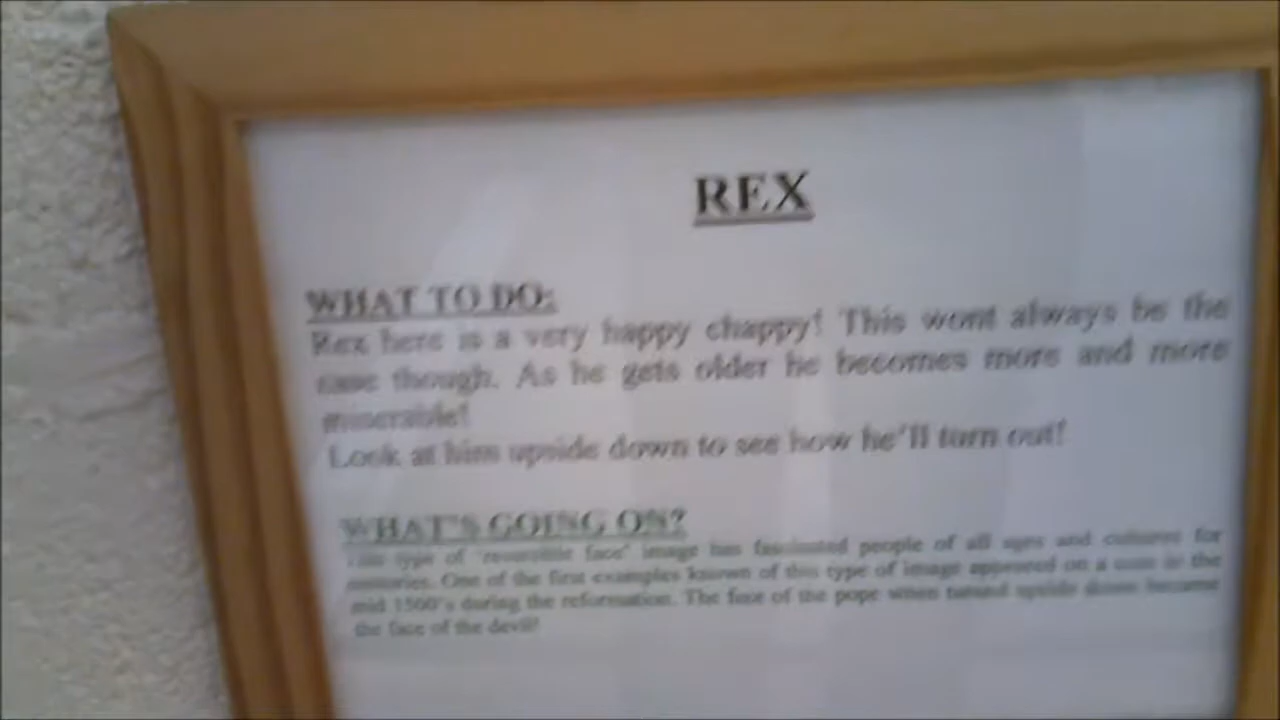 REX
WHAT TO DO:
Rex here is a very happy chappy! This wont always be the
case though. As he gets older he becomes more and more
miserable!
Look at him upside down to see how he'll turn out!
WHAT'S GOING ON?
This type of 'reversible face' image has fascinated people of all ages and cultures for
centuries. One of the first examples known of this type of image appeared on a coin in the
mid 1500's during the reformation. The face of the pope when turned upside down became
the face of the devil!